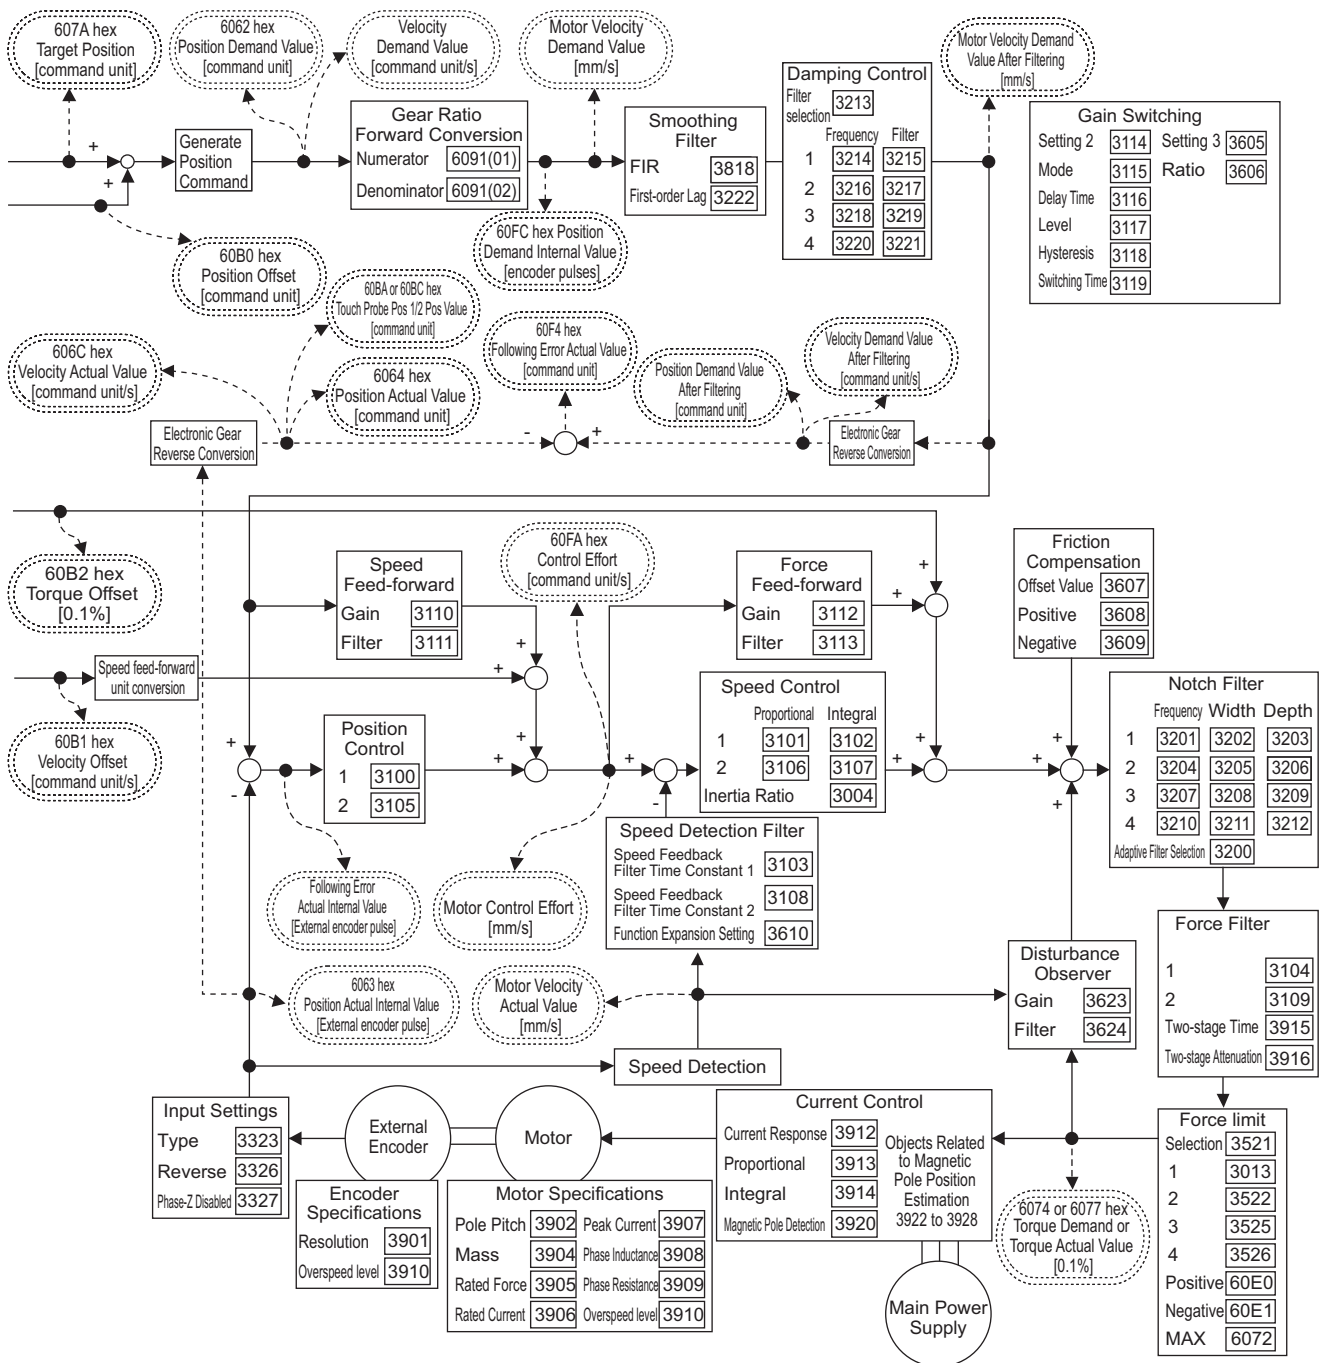 607A hex
Target Position
[command unit]
6062 hex
Position Demand Value
[command unit]
Velocity
Demand Value
[command unit/s]
Motor Velocity
Demand Value
[mm/s]
Motor Velocity Demand
Value After Filtering
[mm/s]
Damping Control
Filter
selection 3213
Frequency Filter
1 3214 3215
2 3216 3217
3 3218 3219
4 3220 3221
Gain Switching
Setting 2 3114 Setting 3 3605
Mode 3115 Ratio 3606
Delay Time 3116
Level 3117
Hysteresis 3118
Switching Time 3119
+
+
Generate
Position
Command
Gear Ratio
Forward Conversion
Numerator 6091(01)
Denominator 6091(02)
Smoothing
Filter
FIR 3818
First-order Lag 3222
60B0 hex
Position Offset
[command unit]
60FC hex Position
Demand Internal Value
[encoder pulses]
60BA or 60BC hex
Touch Probe Pos 1/2 Pos Value
[command unit]
606C hex
Velocity Actual Value
[command unit/s]
6064 hex
Position Actual Value
[command unit]
60F4 hex
Following Error Actual Value
[command unit]
Position Demand Value
After Filtering
[command unit]
Velocity Demand Value
After Filtering
[command unit/s]
Electronic Gear
Reverse Conversion
-
+
Electronic Gear
Reverse Conversion
60B2 hex
Torque Offset
[0.1%]
Speed
Feed-forward
Gain 3110
Filter 3111
60FA hex
Control Effort
[command unit/s]
Force
Feed-forward
Gain 3112
Filter 3113
+
+
Friction
Compensation
Offset Value 3607
Positive 3608
Negative 3609
Speed feed-forward
unit conversion
+
+
60B1 hex
Velocity Offset
[command unit/s]
+
-
Position
Control
1 3100
2 3105
+
+
+
-
Speed Control
Proportional Integral
1 3101 3102
2 3106 3107
Inertia Ratio 3004
+
+
+
+
+
Notch Filter
Frequency Width Depth
1 3201 3202 3203
2 3204 3205 3206
3 3207 3208 3209
4 3210 3211 3212
Adaptive Filter Selection 3200
Following Error
Actual Internal Value
[External encoder pulse]
Motor Control Effort
[mm/s]
Speed Detection Filter
Speed Feedback
Filter Time Constant 1 3103
Speed Feedback
Filter Time Constant 2 3108
Function Expansion Setting 3610
Force Filter
1 3104
2 3109
Two-stage Time 3915
Two-stage Attenuation 3916
6063 hex
Position Actual Internal Value
[External encoder pulse]
Motor Velocity
Actual Value
[mm/s]
Disturbance
Observer
Gain 3623
Filter 3624
Speed Detection
Input Settings
Type 3323
Reverse 3326
Phase-Z Disabled 3327
External
Encoder
Motor
Current Control
Current Response 3912
Proportional 3913
Integral 3914
Magnetic Pole Detection 3920
Objects Related
to Magnetic
Pole Position
Estimation
3922 to 3928
Force limit
Selection 3521
1 3013
2 3522
3 3525
4 3526
Positive 60E0
Negative 60E1
MAX 6072
Encoder
Specifications
Resolution 3901
Overspeed level 3910
Motor Specifications
Pole Pitch 3902 Peak Current 3907
Mass 3904 Phase Inductance 3908
Rated Force 3905 Phase Resistance 3909
Rated Current 3906 Overspeed level 3910
6074 or 6077 hex
Torque Demand or
Torque Actual Value
[0.1%]
Main Power
Supply